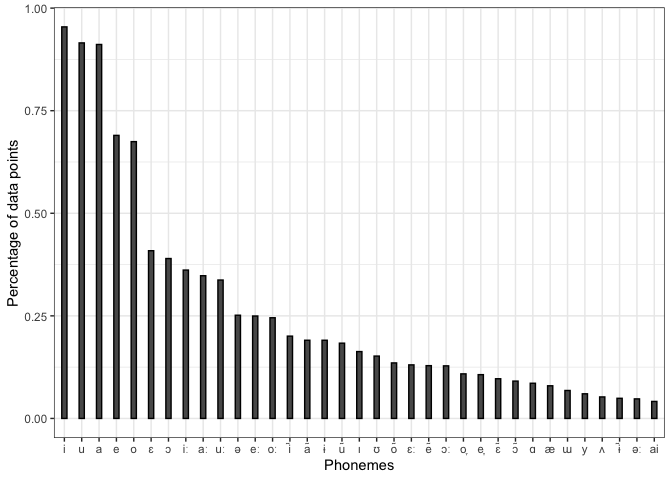 1.00
0.75
0.50
0.25
0.00
Percentage of data points
i u a e o ɛ ɔ iː aː uː ə eː oː ĩ ã ɨ ũ ɪ ʊ õ ɛː ẽ ɔː o̞ e̞ ɛ̃ ɔ̃ ɑ æ ɯ y ʌ ɨ̃ əː ai
Phonemes